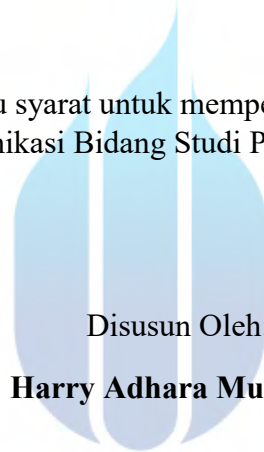 u syarat untuk mempe
nikasi Bidang Studi P
Disusun Oleh
Harry Adhara Mu